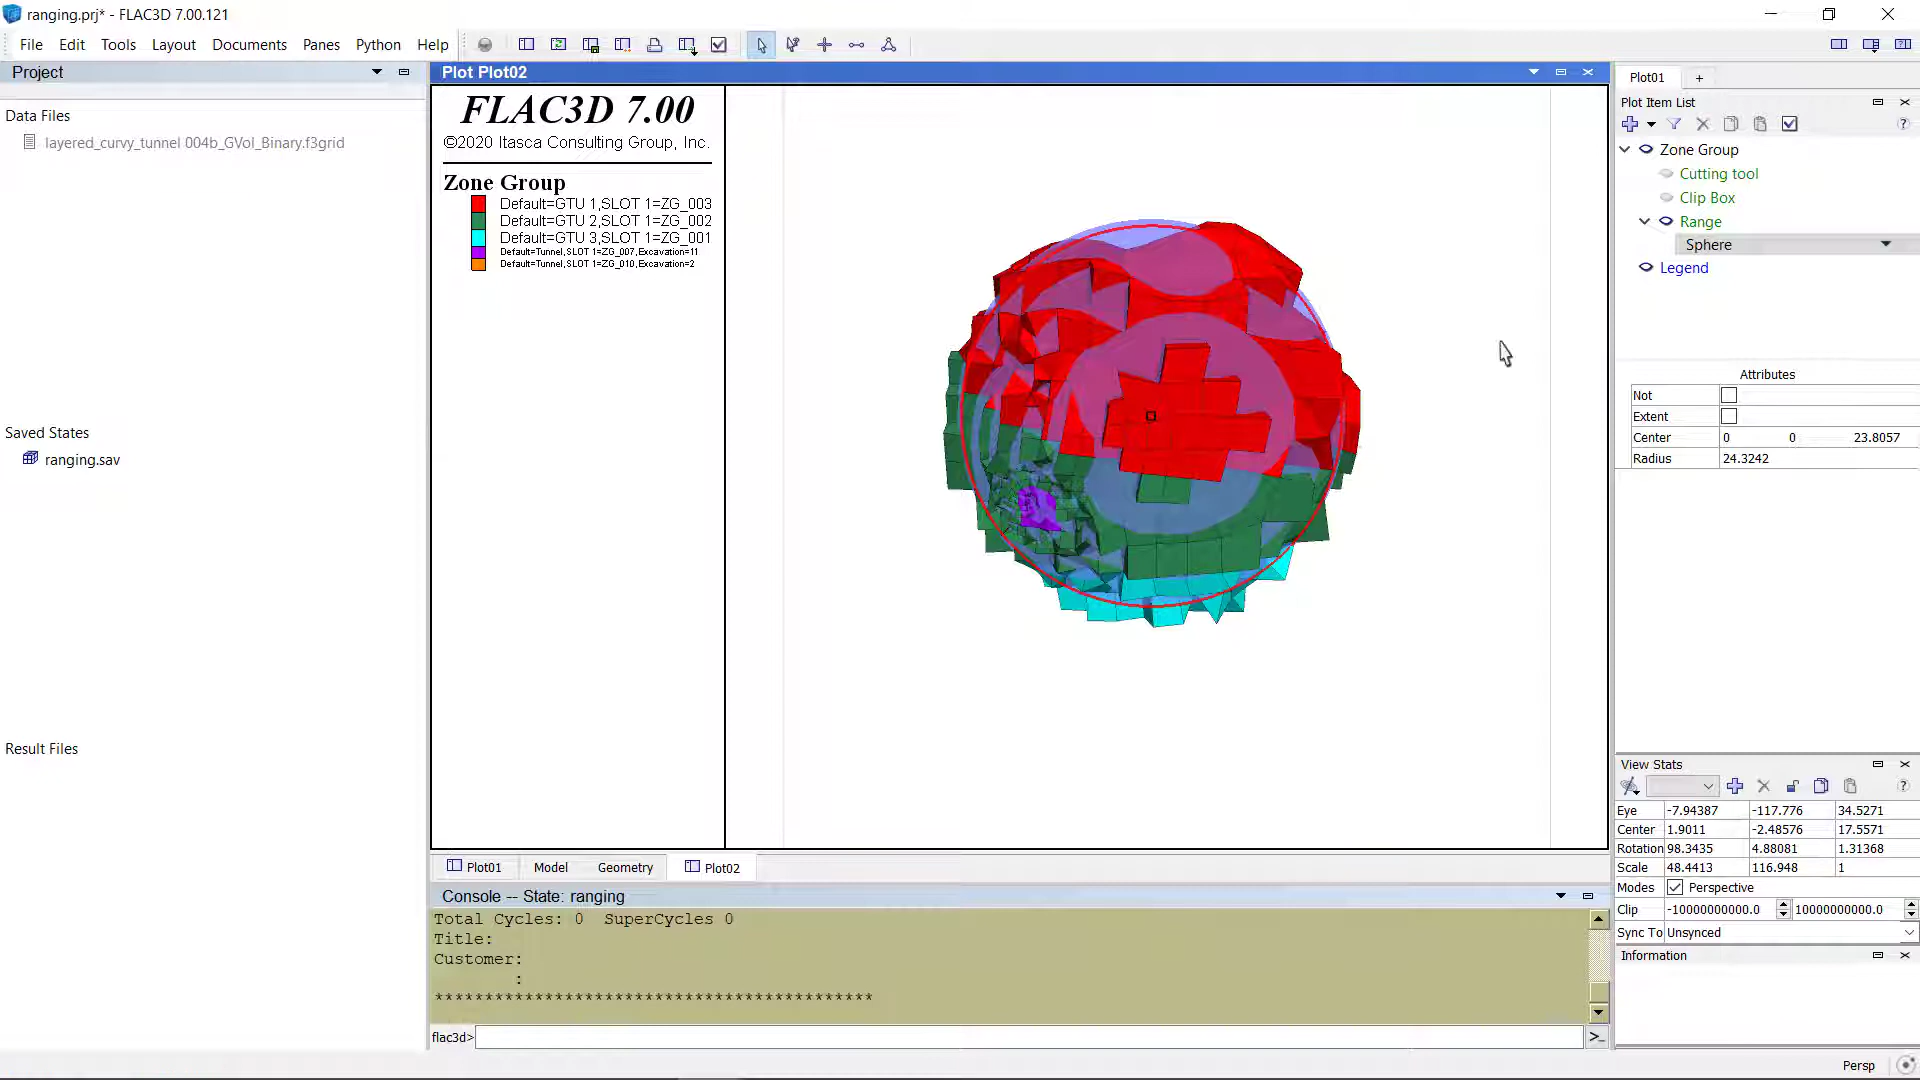 ranging.prj* - FLAC3D 7.00.121
File Edit Tools Layout Documents Panes Python Help
Project
Data Files
layered_curvy_tunnel 004b_GVol_Binary.f3grid
Saved States
ranging.sav
Result Files
Plot Plot02
FLAC3D 7.00
©2020 Itasca Consulting Group, Inc.
Zone Group
Default=GTU 1,SLOT 1=ZG_003
Default=GTU 2,SLOT 1=ZG_002
Default=GTU 3,SLOT 1=ZG_001
Default=Tunnel,SLOT 1=ZG_007,Excavation=11
Default=Tunnel,SLOT 1=ZG_010,Excavation=2
Plot01 Model Geometry Plot02
Console -- State: ranging
Total Cycles: 0 SuperCycles 0
Title:
Customer:
:
*******************************************
flac3d>
>_
Plot01 +
Plot Item List
?
Zone Group
Cutting tool
Clip Box
Range
Sphere
Legend
Attributes
Not
Extent
Center 0 0 23.8057
Radius 24.3242
View Stats
?
Eye -7.94387 -117.776 34.5271
Center 1.9011 -2.48576 17.5571
Rotation 98.3435 4.88081 1.31368
Scale 48.4413 116.948 1
Modes Perspective
Clip -10000000000.0 10000000000.0
Sync To Unsynced
Information
Persp